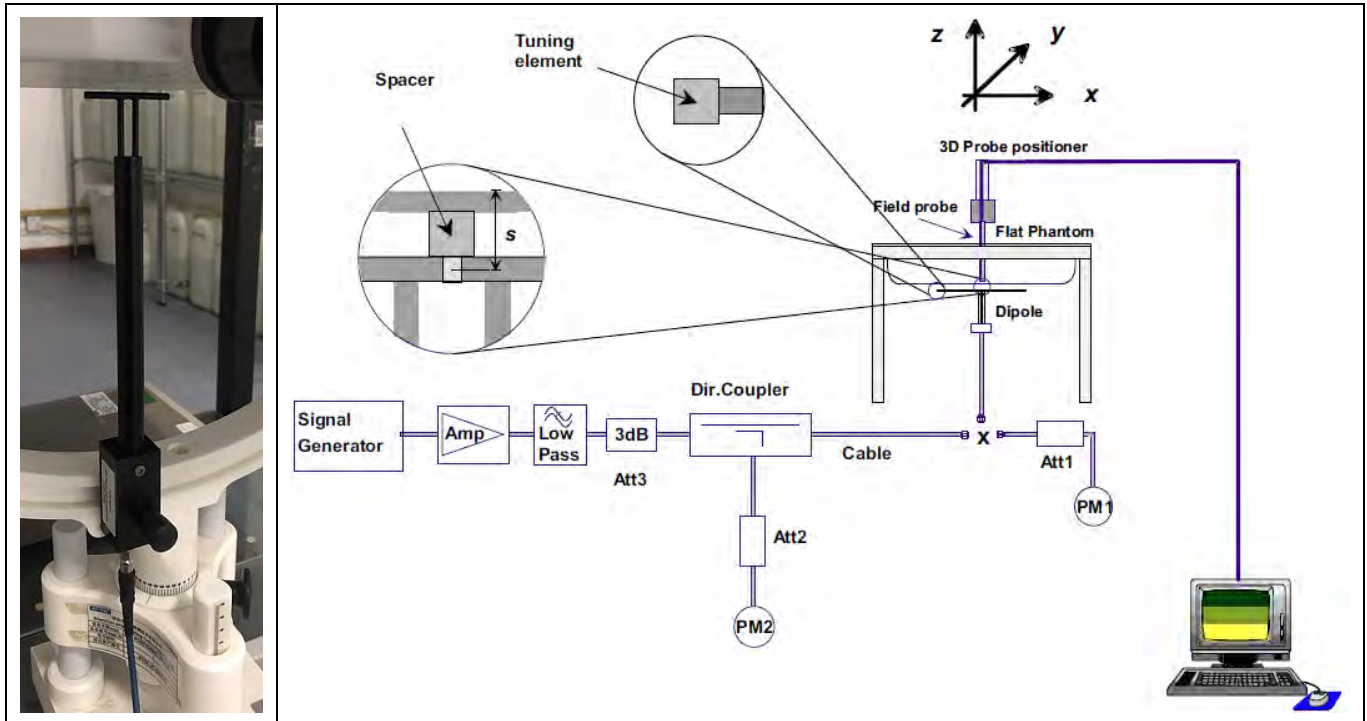 Tuning
element
Spacer
s
z
y
x
3D Probe positioner
Field probe
Flat Phantom
Dipole
Dir.Coupler
Signal
Generator
Amp
Low
Pass
3dB
Att3
Cable
x
Att1
PM1
Att2
PM2